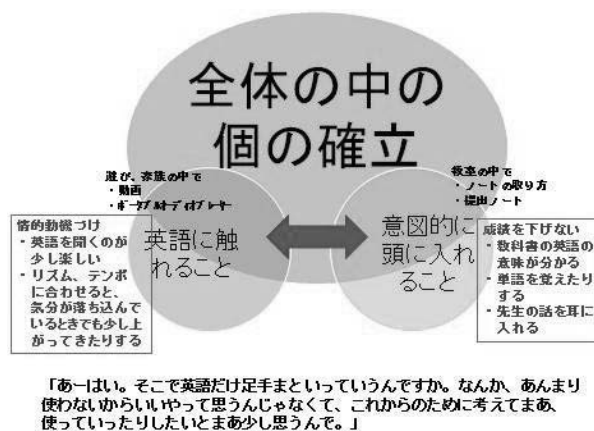 全体の中の
個の確立
遊び、家族の中で
・動画
・ポータブルオーディオプレーヤー
教室の中で
・ノートの取り方
・提出ノート
情的動機づけ
・英語を聞くのが
少し楽しい
・リズム、テンポ
に合わせると、
気分が落ち込んで
いるときでも少し上
がってきたりする
英語に触
れること
意図的に
頭に入れ
ること
成績を下げない
・教科書の英語の
意味が分かる
・単語を覚えたり
する
・先生の話を耳に
入れる
「あーはい。そこで英語だけ足手まといっていうんですか。なんか、あんまり
使わないからいいやって思うんじゃなくて、これからのために考えてまあ、
使っていったりしたいとまあ少し思うんで。」